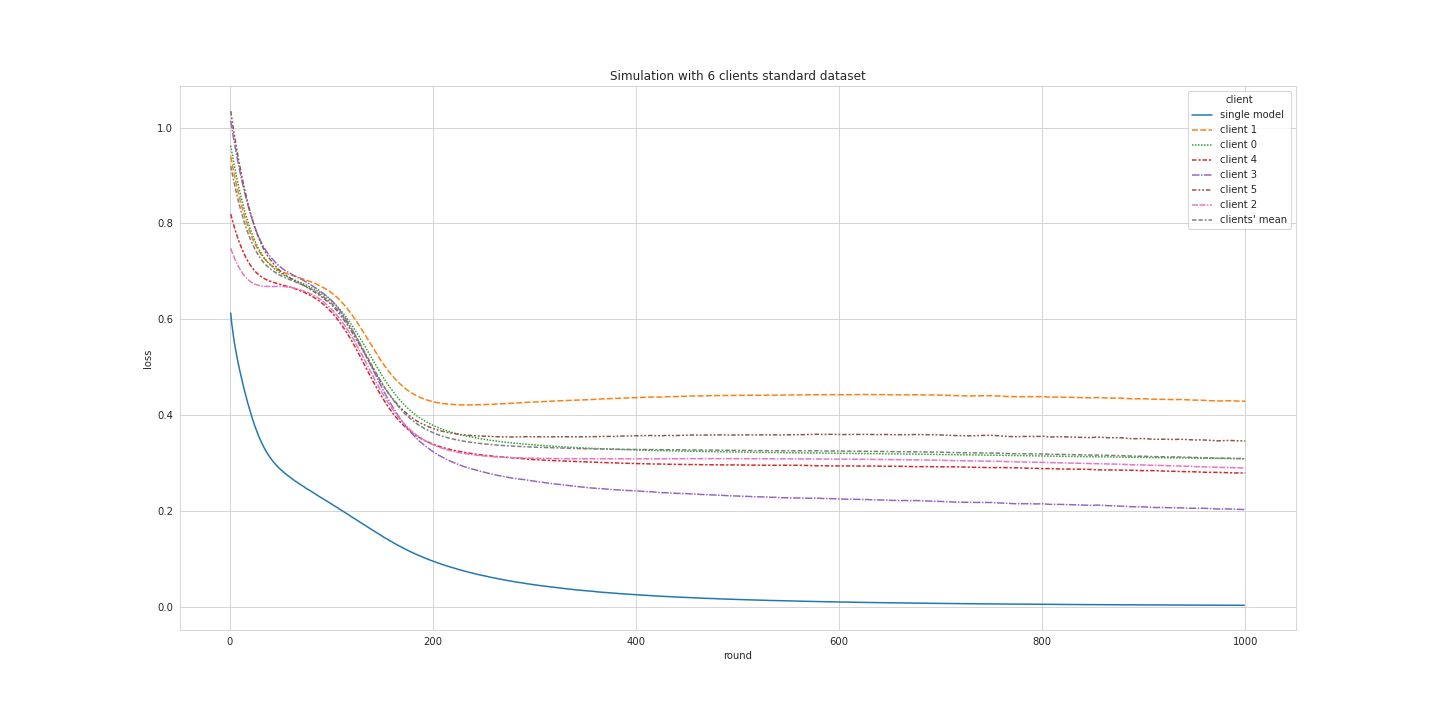 Simulation with 6 clients standard dataset
client
single model
client 1
client 0
client 4
client 3
client 5
client 2
clients' mean
loss
1.0
0.8
0.6
0.4
0.2
0.0
0
200
400
600
800
1000
round